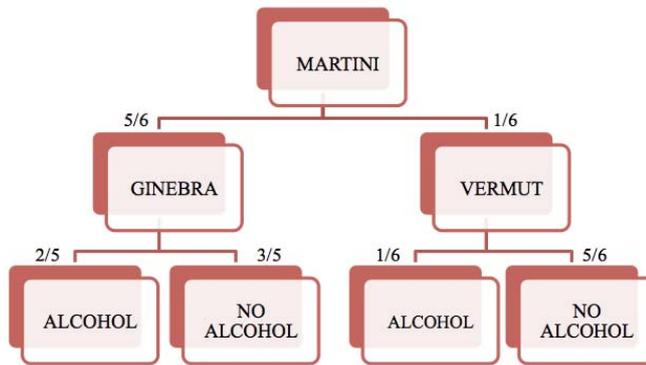 MARTINI
5/6
1/6
GINEBRA
VERMUT
2/5
3/5
1/6
5/6
ALCOHOL
NO
ALCOHOL
ALCOHOL
NO
ALCOHOL